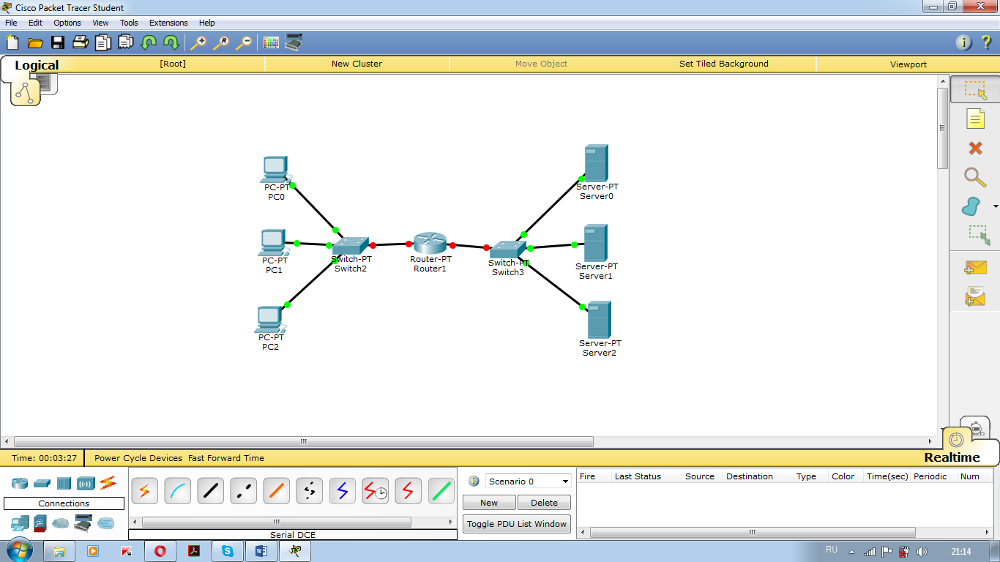 Cisco Packet Tracer Student
File Edit Options View Tools Extensions Help
Logical [Root] New Cluster Move Object Set Tiled Background Viewport
PC-PT
PC0
Server-PT
Server0
PC-PT
PC1
Switch-PT
Switch2
Router-PT
Router1
Switch-PT
Switch3
Server-PT
Server1
PC-PT
PC2
Server-PT
Server2
Realtime
Time: 00:03:27 Power Cycle Devices Fast Forward Time
Connections
Serial DCE
Scenario 0
New Delete
Toggle PDU List Window
Fire Last Status Source Destination Type Color Time(sec) Periodic Num
RU 21:14